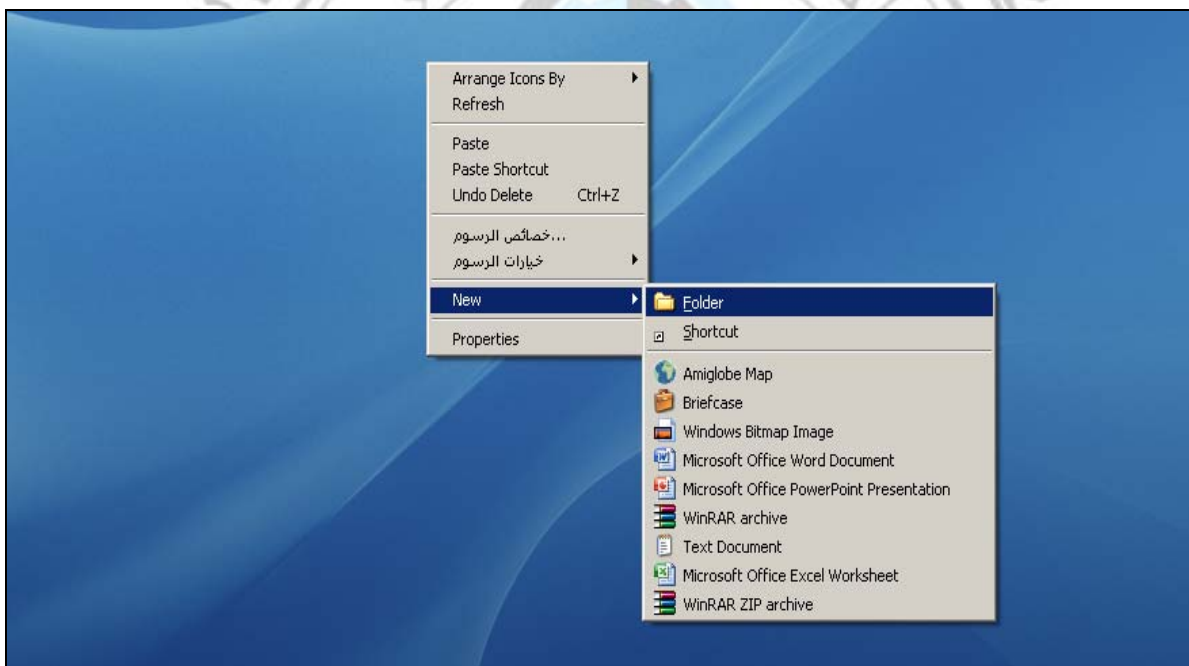 Arrange Icons By
Refresh
Paste
Paste Shortcut
Undo Delete Ctrl+Z
خصائص الرسوم...
خيارات الرسوم
New
Properties
Folder
Shortcut
Amiglobe Map
Briefcase
Windows Bitmap Image
Microsoft Office Word Document
Microsoft Office PowerPoint Presentation
WinRAR archive
Text Document
Microsoft Office Excel Worksheet
WinRAR ZIP archive